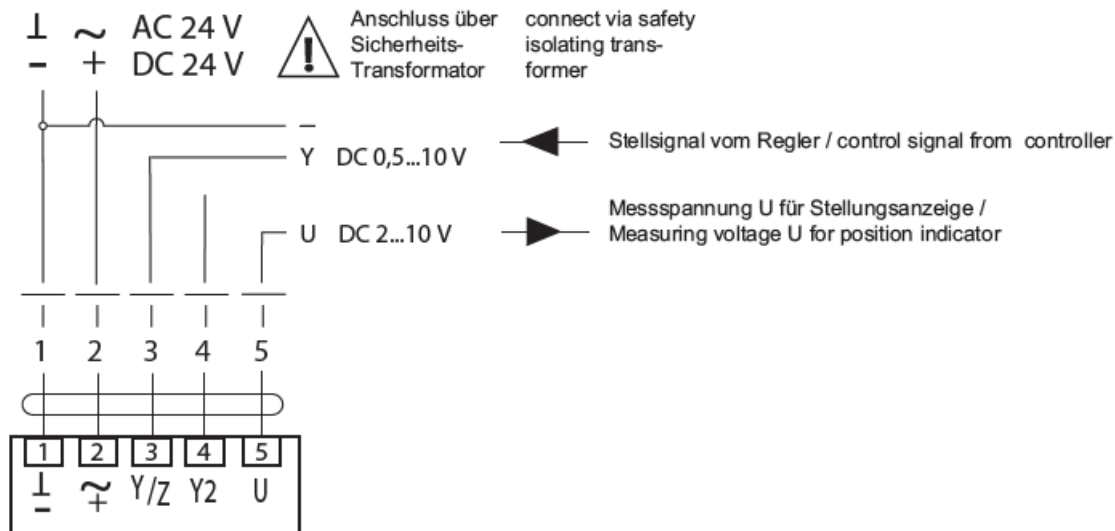 ⊥ ~ AC 24 V
– + DC 24 V
!
Anschluss über
Sicherheits-
Transformator
connect via safety
isolating trans-
former
–
Y DC 0,5...10 V
Stellsignal vom Regler / control signal from controller
Messspannung U für Stellungsanzeige /
U DC 2...10 V
Measuring voltage U for position indicator
1 2 3 4 5
1 2 3 4 5
⊥ ~ Y/Z Y2 U
– +